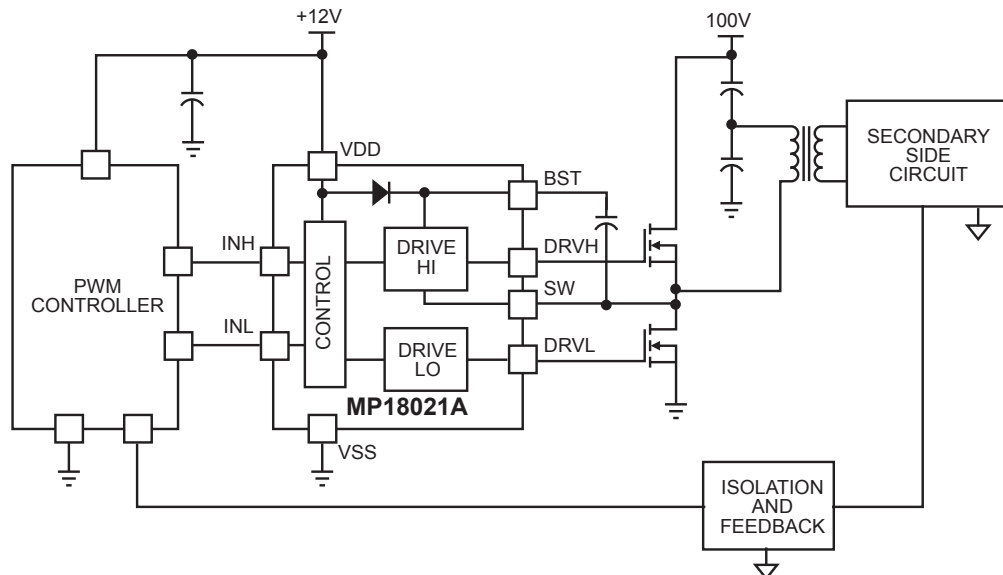 +12V
100V
VDD
BST
SECONDARY
SIDE
CIRCUIT
INH
DRIVE
HI
DRVH
PWM
CONTROLLER
CONTROL
SW
INL
DRIVE
LO
DRVL
MP18021A
VSS
ISOLATION
AND
FEEDBACK